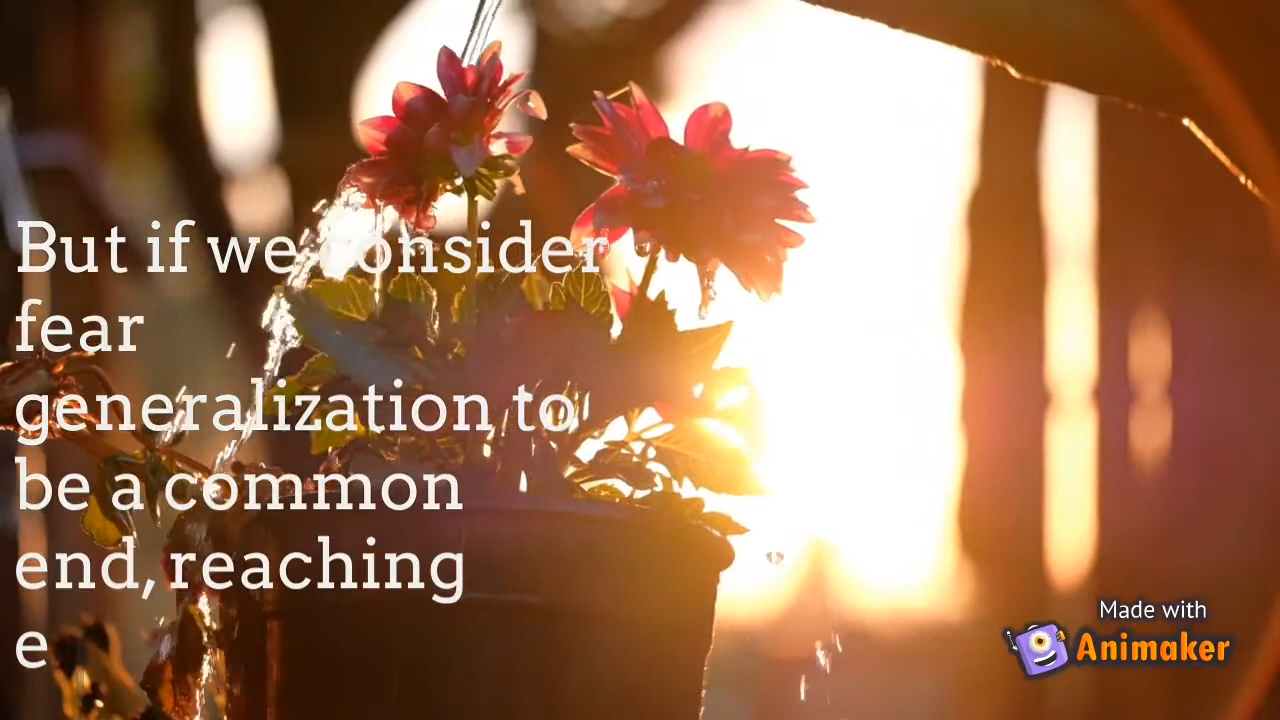 But if we consider
fear
generalization to
be a common
end, reaching
e
Made with
Animaker